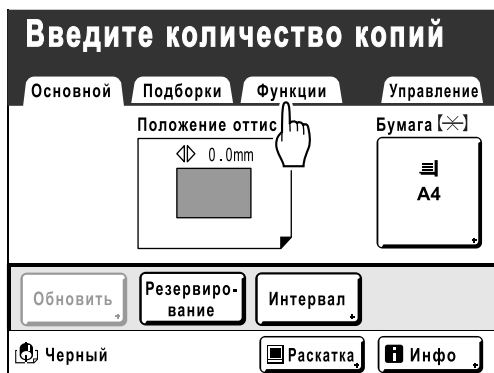 Введите количество копий
Основной Подборки Функции Управление
Положение оттис Бумага
0.0mm
A4
Обновить Резервиро-
вание Интервал
Черный Раскатка Инфо